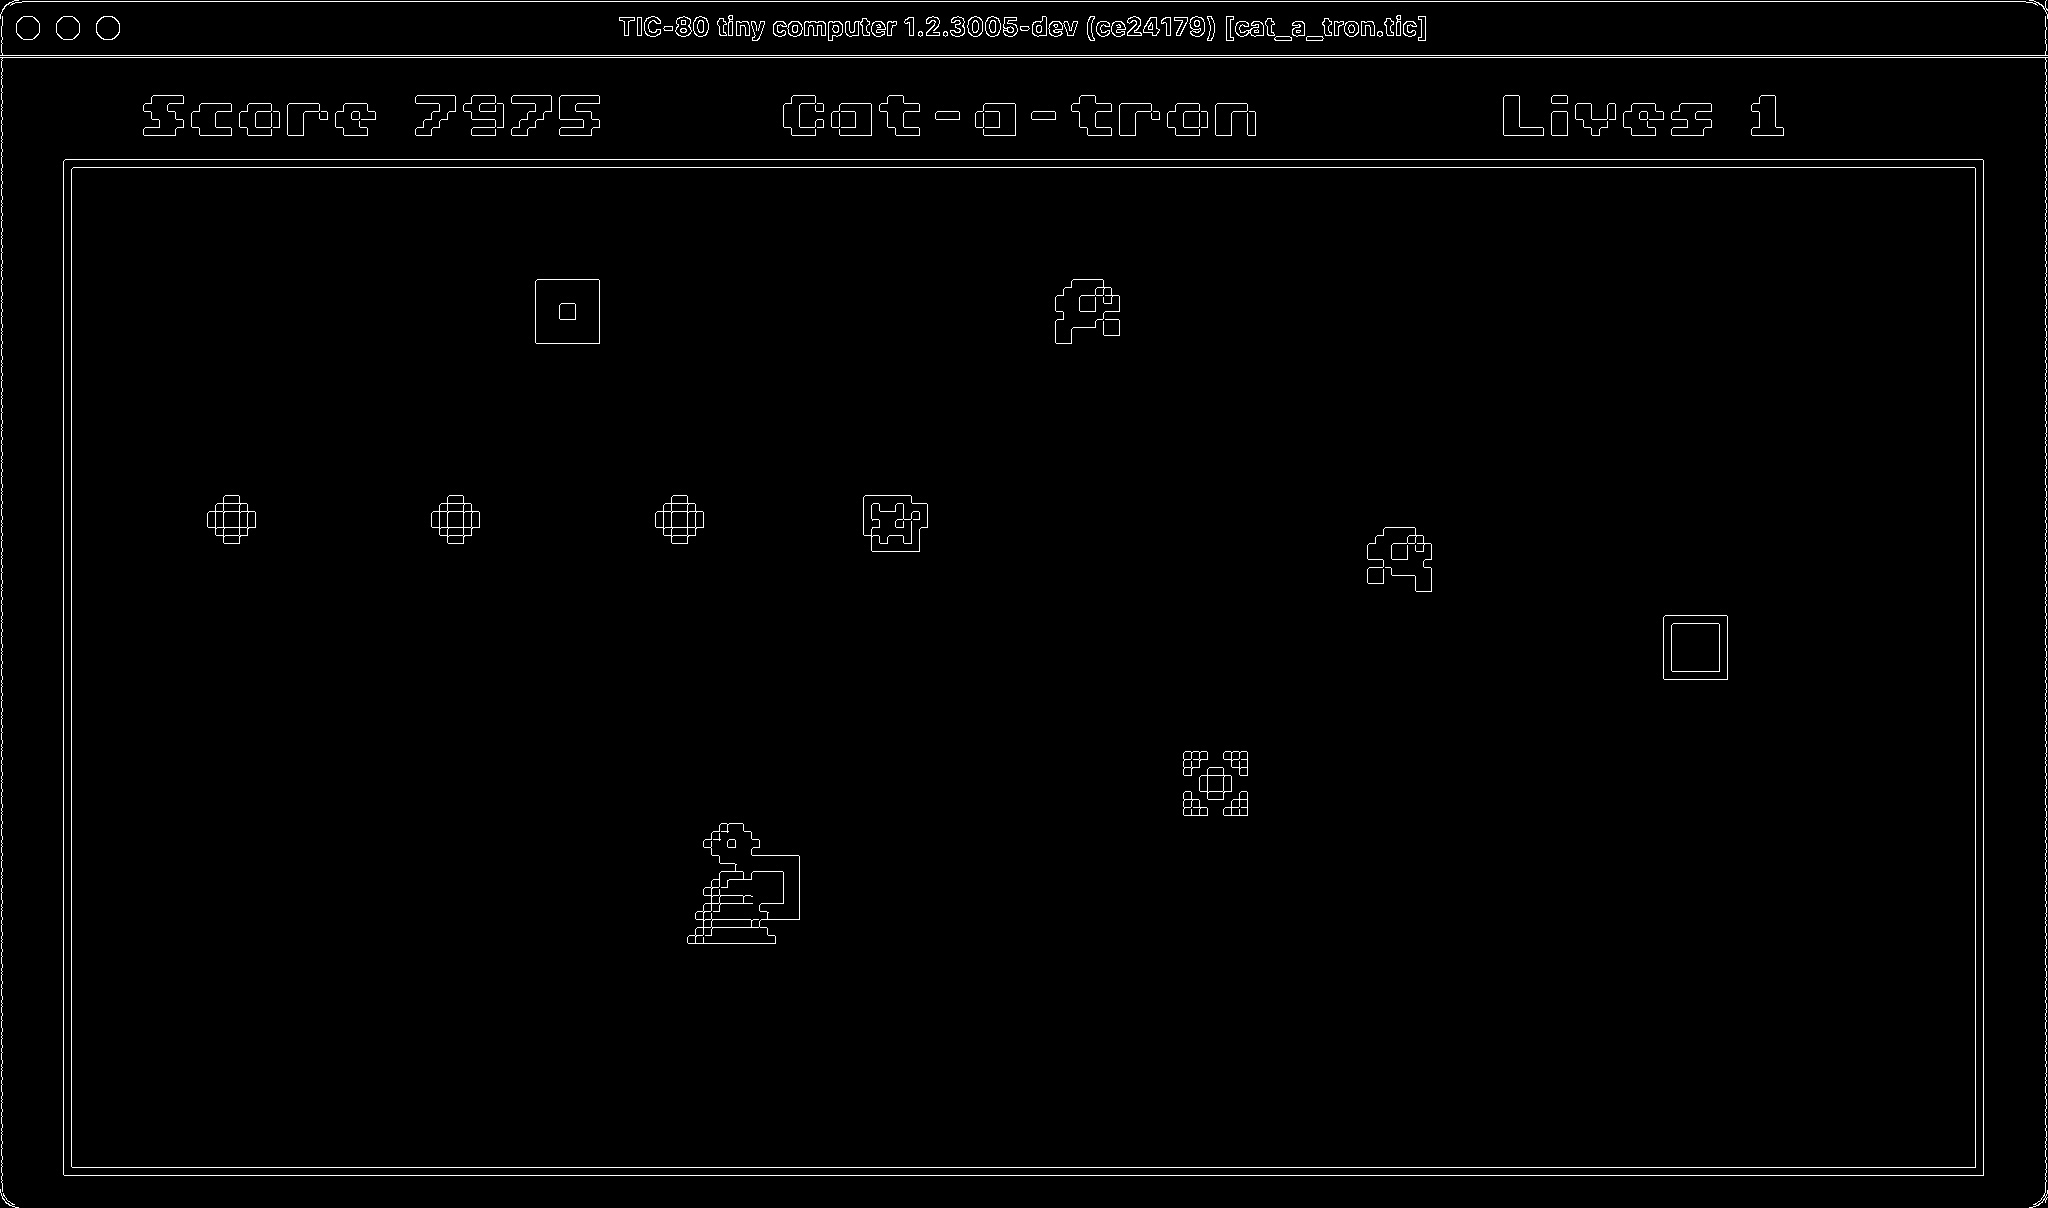 TIC-80 tiny computer 1.2.3005-dev (ce24179) [cat_a_tron.tic]
Score 7975 Cat-a-tron Lives 1